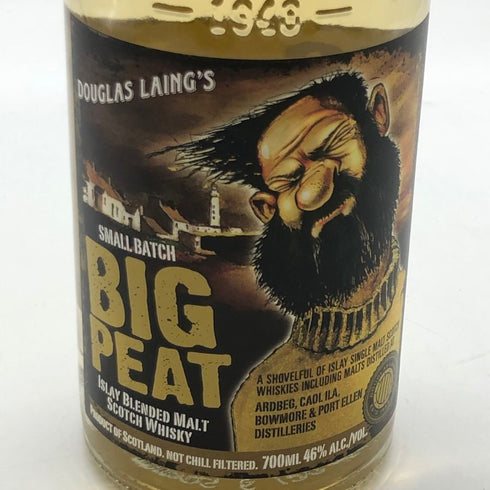 DOUGLAS LAING'S
SMALL BATCH
BIG
PEAT
ISLAY BLENDED MALT
SCOTCH WHISKY
A SHOVELFUL OF ISLAY SINGLE MALT SCOTCH
WHISKIES INCLUDING MALTS DISTILLED AT
ARDBEG, CAOL ILA,
BOWMORE & PORT ELLEN
DISTILLERIES
PRODUCT OF SCOTLAND. NOT CHILL FILTERED. 700ML 46% ALC./VOL.